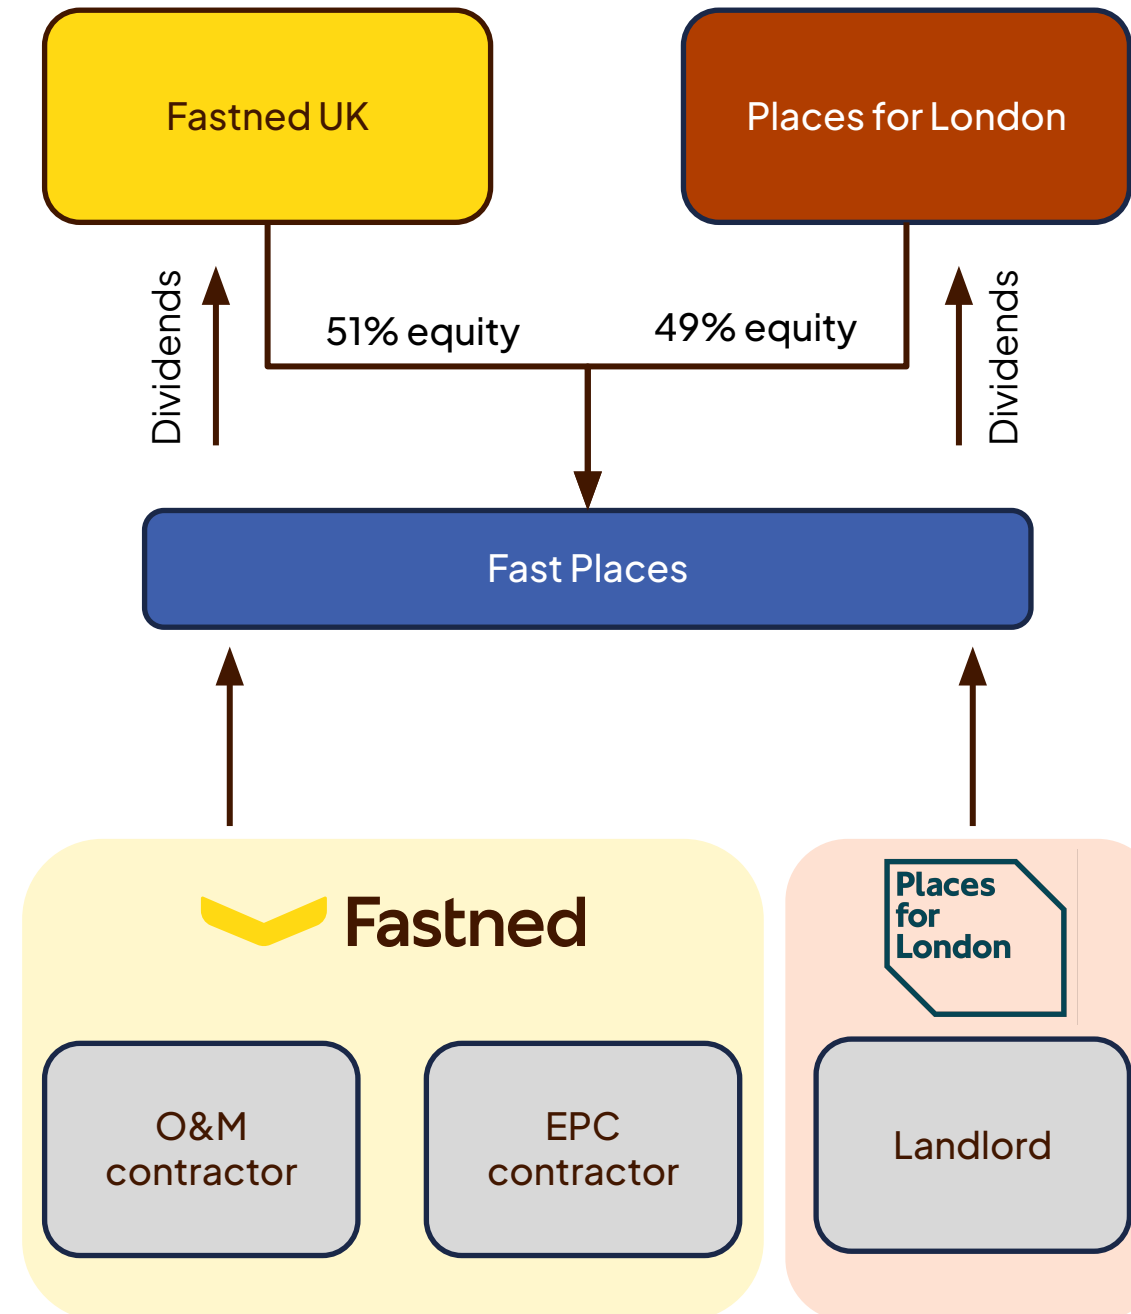 Fastned UK
Places for London
Dividends
51% equity
49% equity
Dividends
Fast Places
Fastned
Places
for
London
O&M
contractor
EPC
contractor
Landlord